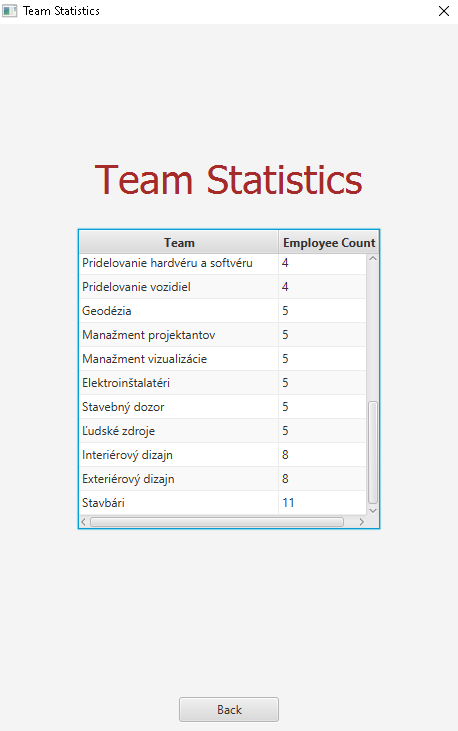 Team Statistics
Team Statistics
Team Employee Count
Pridelovanie hardvéru a softvéru 4
Pridelovanie vozidiel 4
Geodézia 5
Manažment projektantov 5
Manažment vizualizácie 5
Elektroinštalatéri 5
Stavebný dozor 5
Ľudské zdroje 5
Interiérový dizajn 8
Exteriérový dizajn 8
Stavbári 11
Back